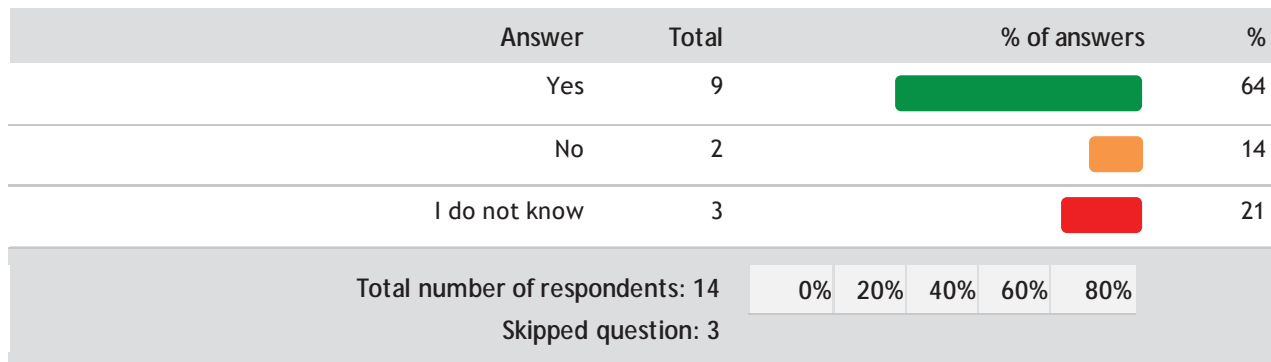 Answer Total % of answers %
Yes 9 64
No 2 14
I do not know 3 21
Total number of respondents: 14 0% 20% 40% 60% 80%
Skipped question: 3